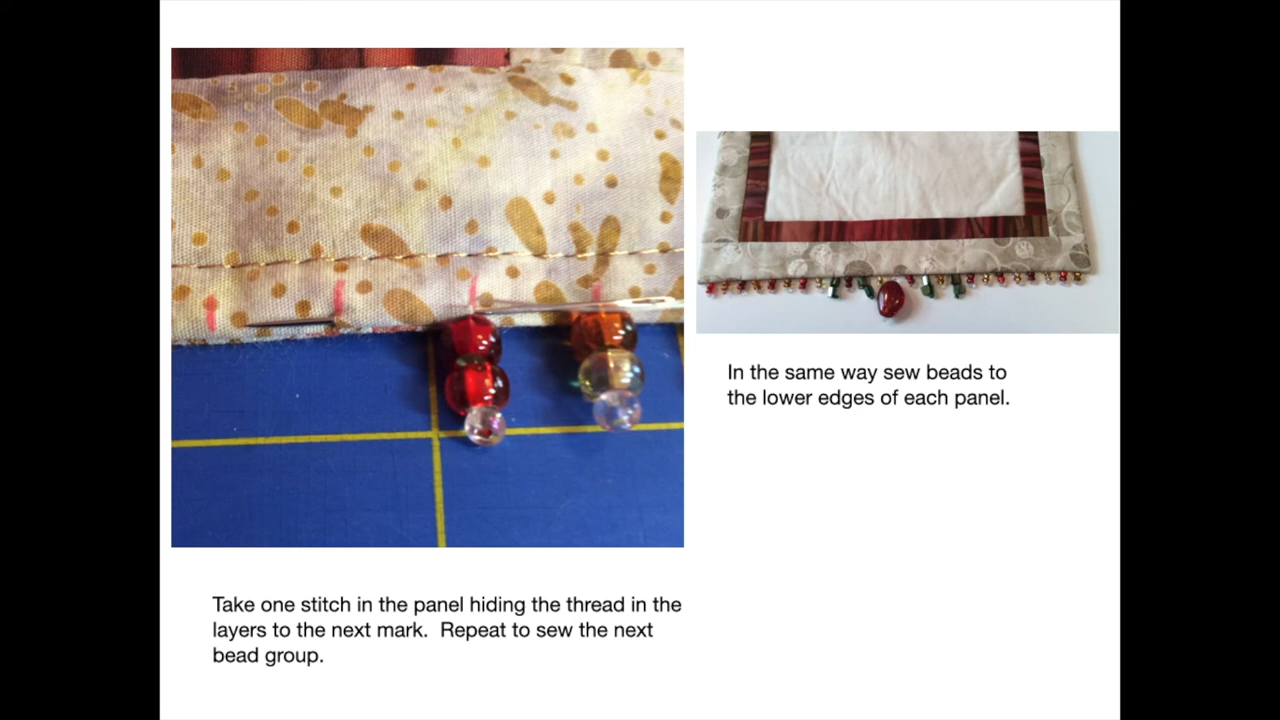 In the same way sew beads to
the lower edges of each panel.
Take one stitch in the panel hiding the thread in the
layers to the next mark.  Repeat to sew the next
bead group.